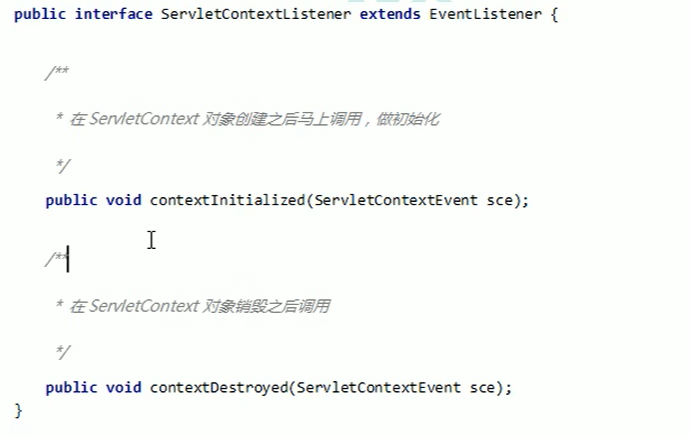 public interface ServletContextListener extends EventListener {
/**
* 在 ServletContext 对象创建之后马上调用，做初始化
*/
public void contextInitialized(ServletContextEvent sce);
/**
* 在 ServletContext 对象销毁之后调用
*/
public void contextDestroyed(ServletContextEvent sce);
}